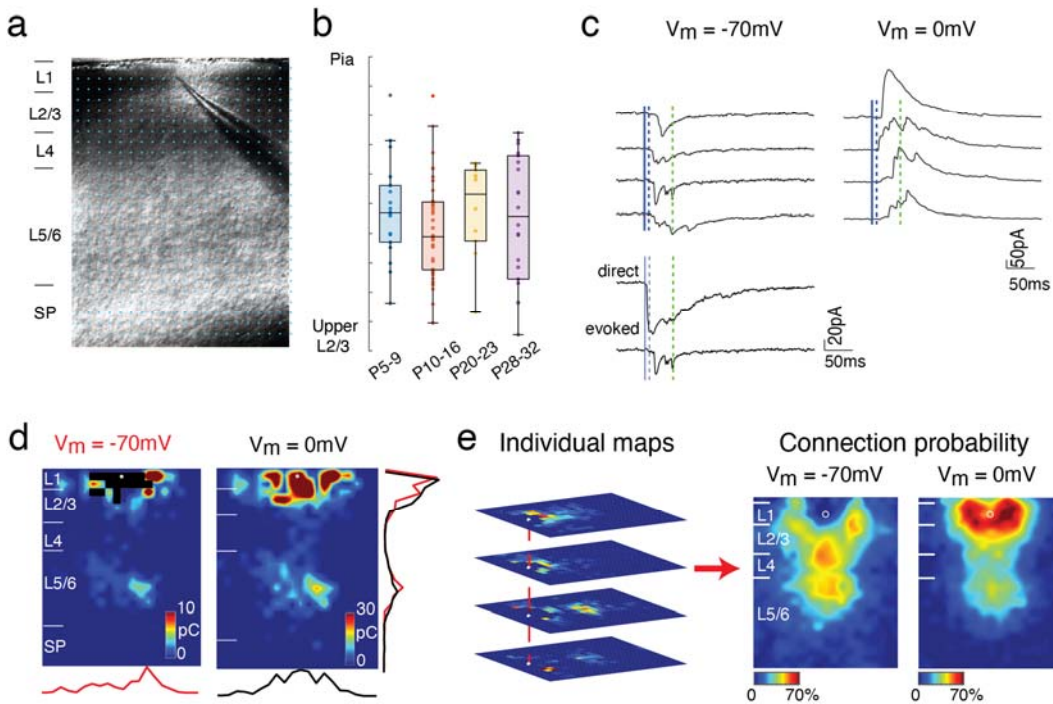 a
L1
L2/3
L4
L5/6
SP
b
Pia
Upper
L2/3
P5-9
P10-16
P20-23
P28-32
c
Vm = -70mV
Vm = 0mV
50pA
50ms
direct
evoked
20pA
50ms
d
Vm = -70mV
Vm = 0mV
L1
L2/3
L4
L5/6
SP
10
pC
0
30
pC
0
e
Individual maps
Connection probability
Vm = -70mV
Vm = 0mV
L1
L2/3
L4
L5/6
0
70%
0
70%